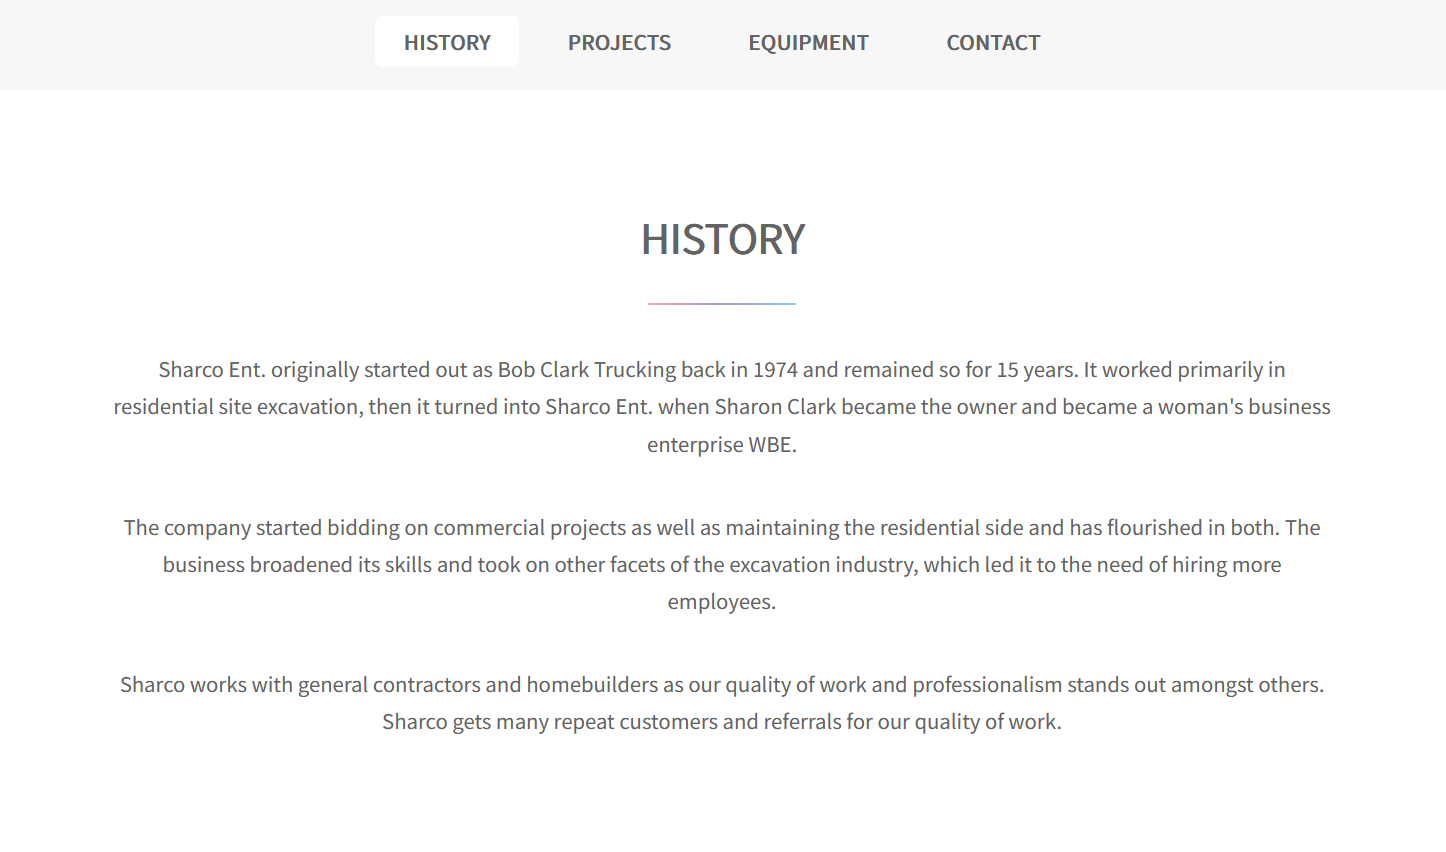 HISTORY PROJECTS EQUIPMENT CONTACT
HISTORY
Sharco Ent. originally started out as Bob Clark Trucking back in 1974 and remained so for 15 years. It worked primarily in
residential site excavation, then it turned into Sharco Ent. when Sharon Clark became the owner and became a woman's business
enterprise WBE.
The company started bidding on commercial projects as well as maintaining the residential side and has flourished in both. The
business broadened its skills and took on other facets of the excavation industry, which led it to the need of hiring more
employees.
Sharco works with general contractors and homebuilders as our quality of work and professionalism stands out amongst others.
Sharco gets many repeat customers and referrals for our quality of work.